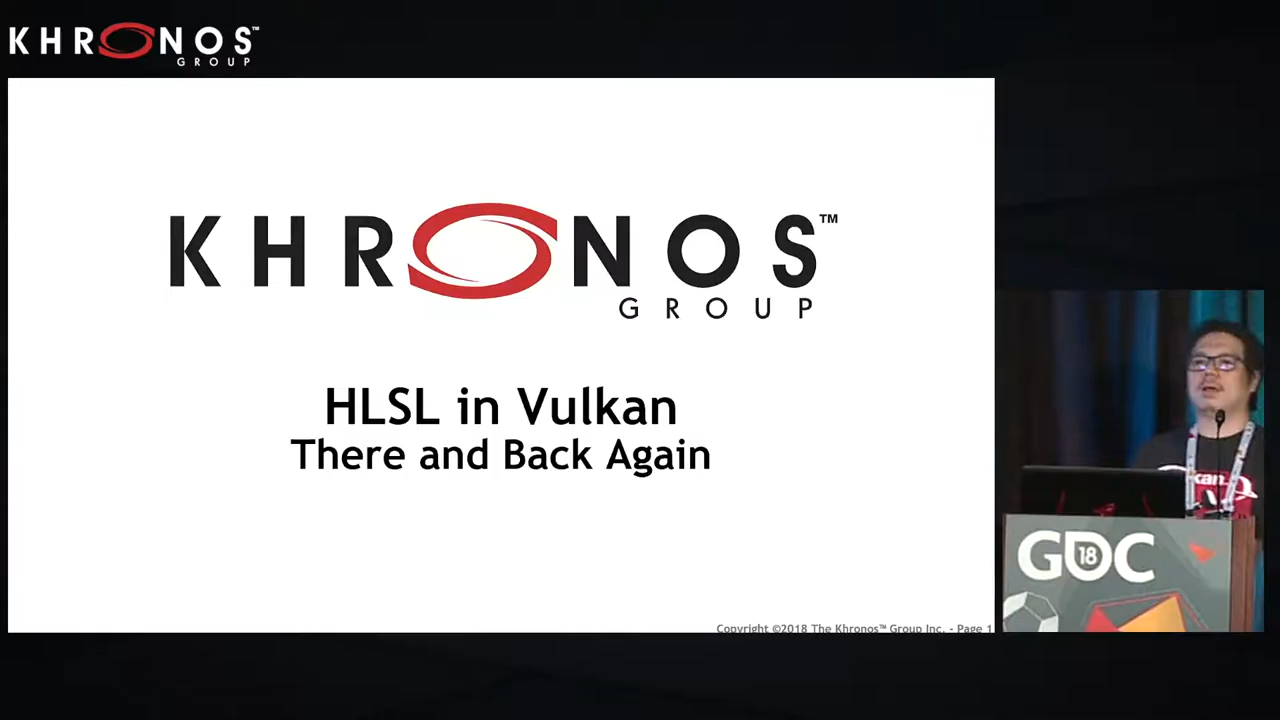 KHRONOS™
GROUP
KHRONOS™
GROUP
HLSL in Vulkan
There and Back Again
Copyright ©2018 The Khronos™ Group Inc. - Page 1
GDC
18